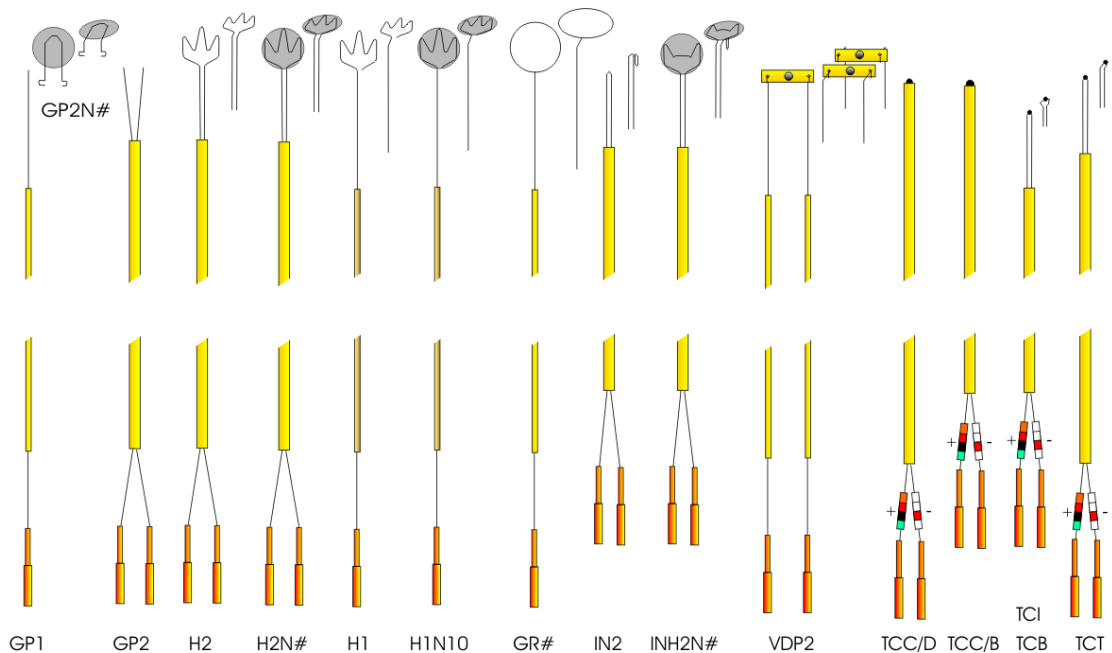 GP2N#
+ -
+ -
+ -
+ -
TCI
GP1 GP2 H2 H2N# H1 H1N10 GR# IN2 INH2N# VDP2 TCC/D TCC/B TCB TCT